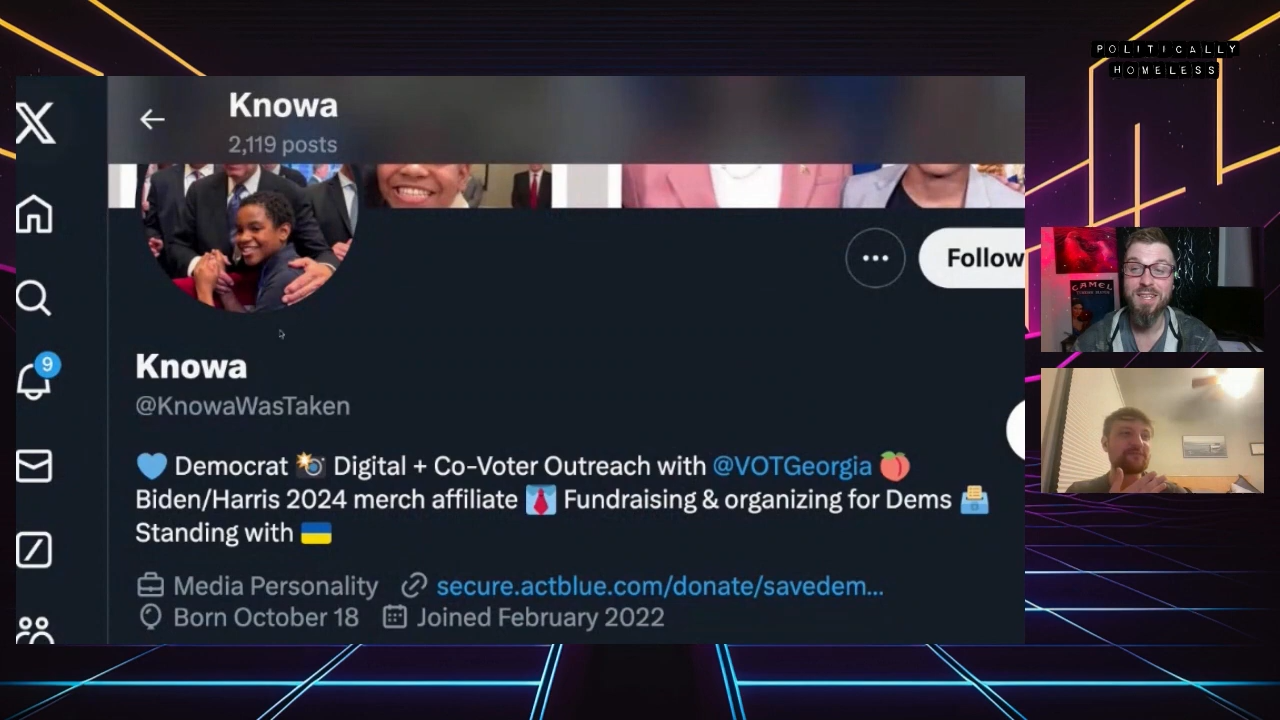 POLITICALLY
HOMELESS
Knowa
2,119 posts
Follow
Knowa
9
@KnowaWasTaken
💙 Democrat 📸 Digital + Co-Voter Outreach with @VOTGeorgia 🍑
Biden/Harris 2024 merch affiliate 👔 Fundraising & organizing for Dems 🗳️
Standing with 🇺🇦
Media Personality secure.actblue.com/donate/savedem...
Born October 18 Joined February 2022
CAMEL